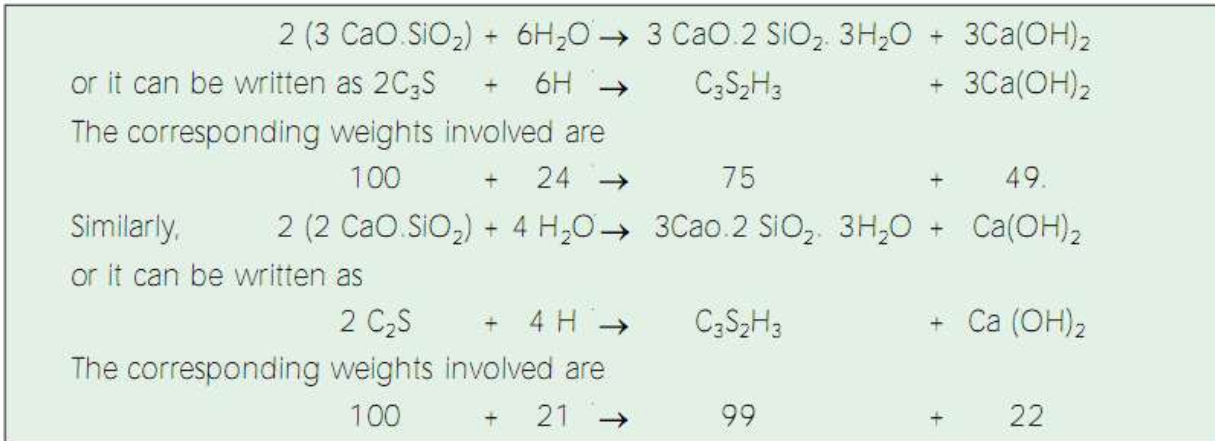 2 (3 CaO.SiO₂) + 6H₂O → 3 CaO.2 SiO₂. 3H₂O + 3Ca(OH)₂
or it can be written as 2C₃S + 6H → C₃S₂H₃ + 3Ca(OH)₂
The corresponding weights involved are
100 + 24 → 75 + 49.
Similarly, 2 (2 CaO.SiO₂) + 4 H₂O → 3Cao.2 SiO₂. 3H₂O + Ca(OH)₂
or it can be written as
2 C₂S + 4 H → C₃S₂H₃ + Ca (OH)₂
The corresponding weights involved are
100 + 21 → 99 + 22